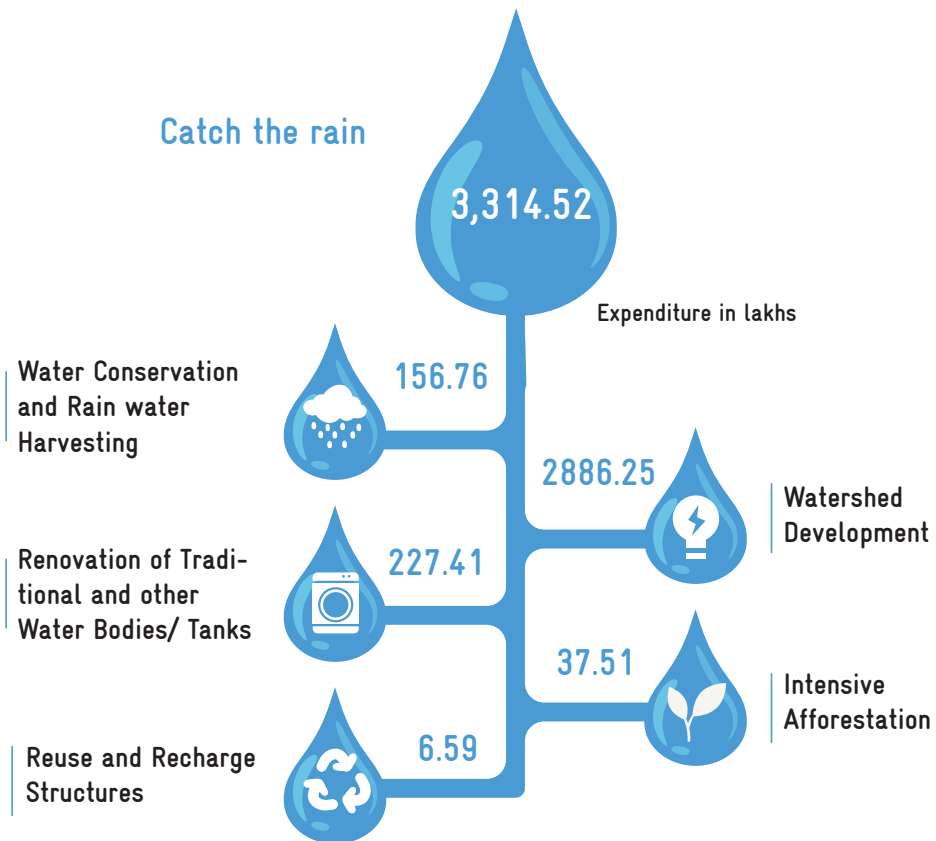 Catch the rain
3,314.52
Expenditure in lakhs
Water Conservation
and Rain water
Harvesting
156.76
2886.25
Watershed
Development
Renovation of Tradi-
tional and other
Water Bodies/ Tanks
227.41
37.51
Intensive
Afforestation
Reuse and Recharge
Structures
6.59